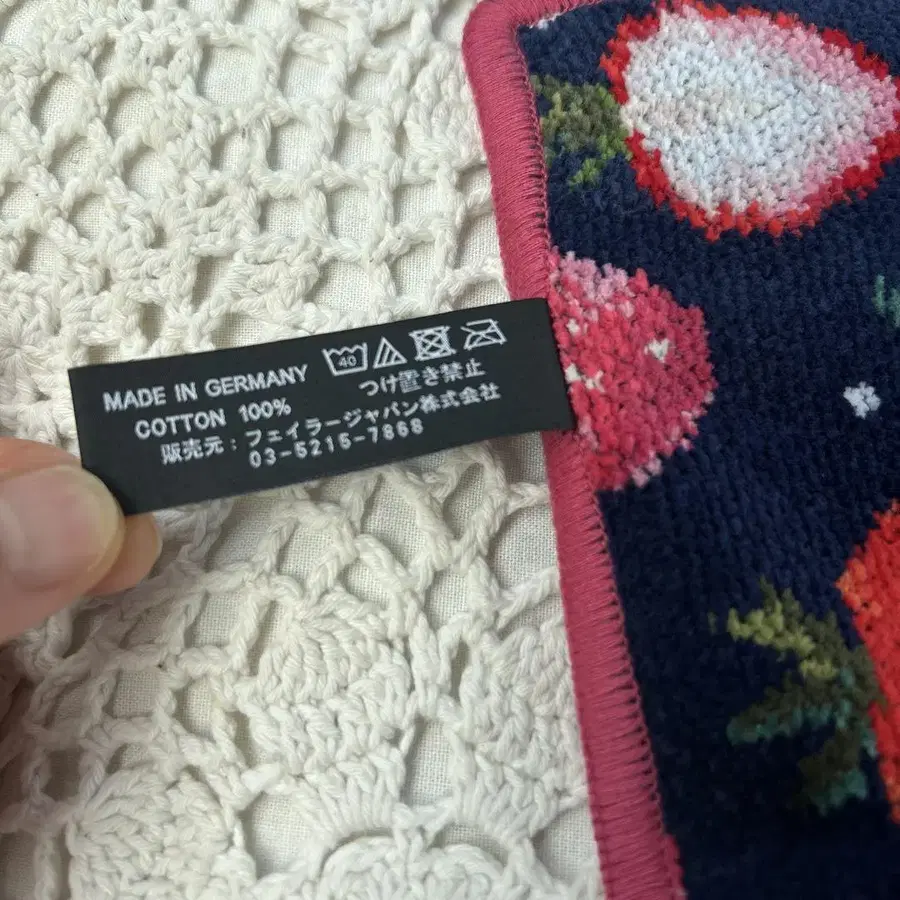 MADE IN GERMANY 40
COTTON 100% つけ置き禁止
販売元：フェイラージャパン株式会社
03-5215-7868